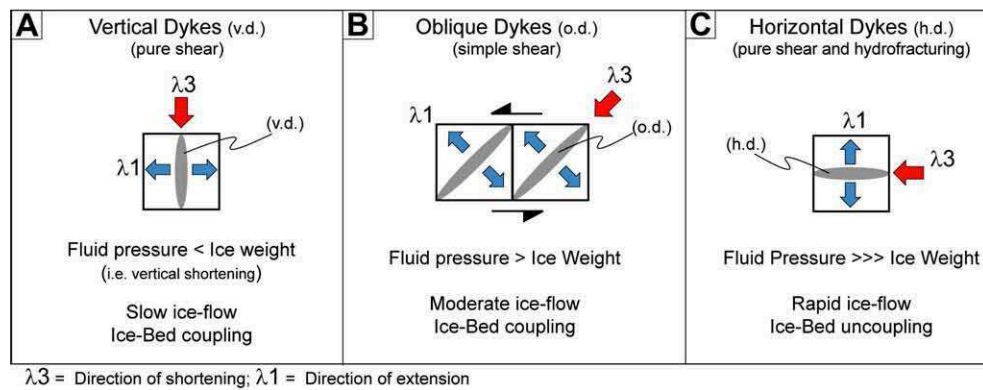 A
Vertical Dykes (v.d.)
(pure shear)
λ3
(v.d.)
λ1
Fluid pressure < Ice weight
(i.e. vertical shortening)
Slow ice-flow
Ice-Bed coupling
B
Oblique Dykes (o.d.)
(simple shear)
λ3
λ1
(o.d.)
Fluid pressure > Ice Weight
Moderate ice-flow
Ice-Bed coupling
C
Horizontal Dykes (h.d.)
(pure shear and hydrofracturing)
λ1
(h.d.)
λ3
Fluid Pressure >>> Ice Weight
Rapid ice-flow
Ice-Bed uncoupling
λ3 = Direction of shortening; λ1 = Direction of extension